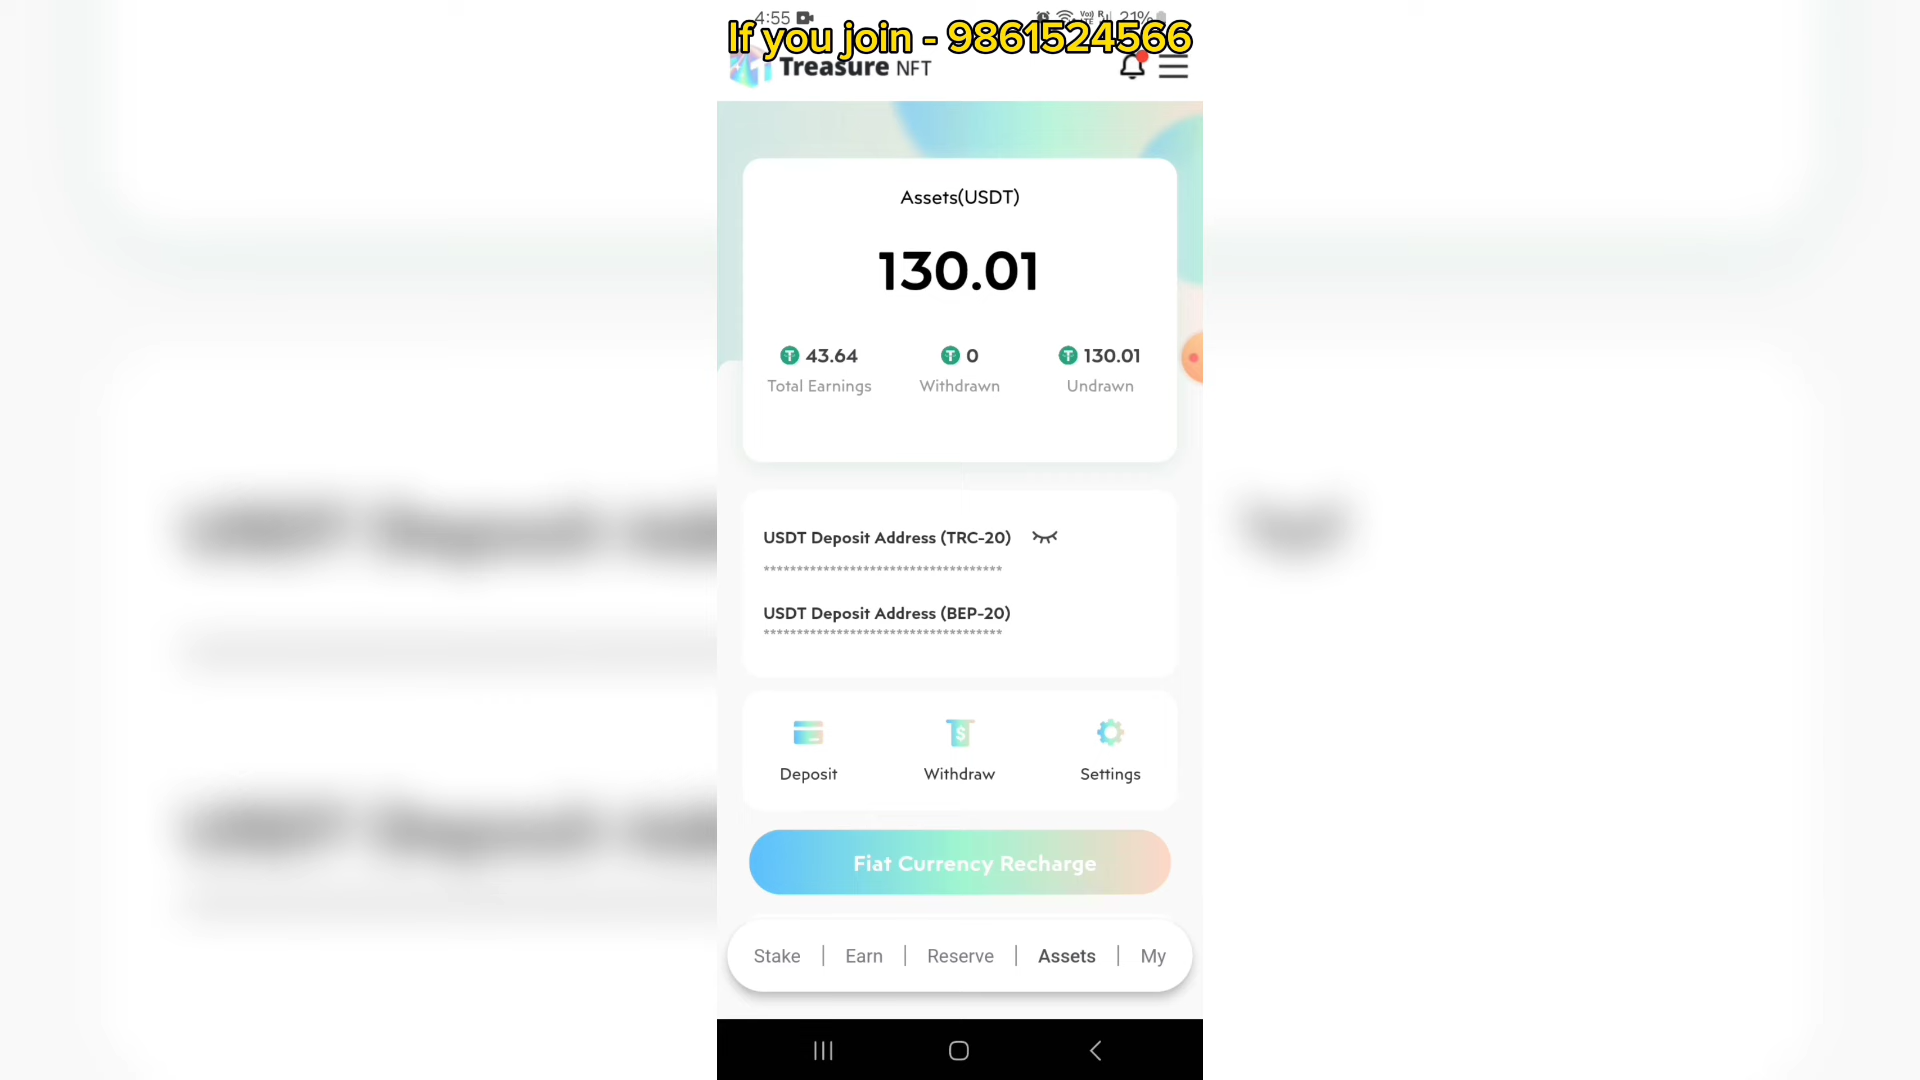 4:55
21%
If you join - 9861524566
Treasure NFT
Assets(USDT)
130.01
43.64 0 130.01
Total Earnings Withdrawn Undrawn
USDT Deposit Address (TRC-20)
************************************
USDT Deposit Address (BEP-20)
************************************
Deposit Withdraw Settings
Fiat Currency Recharge
Stake | Earn | Reserve | Assets | My